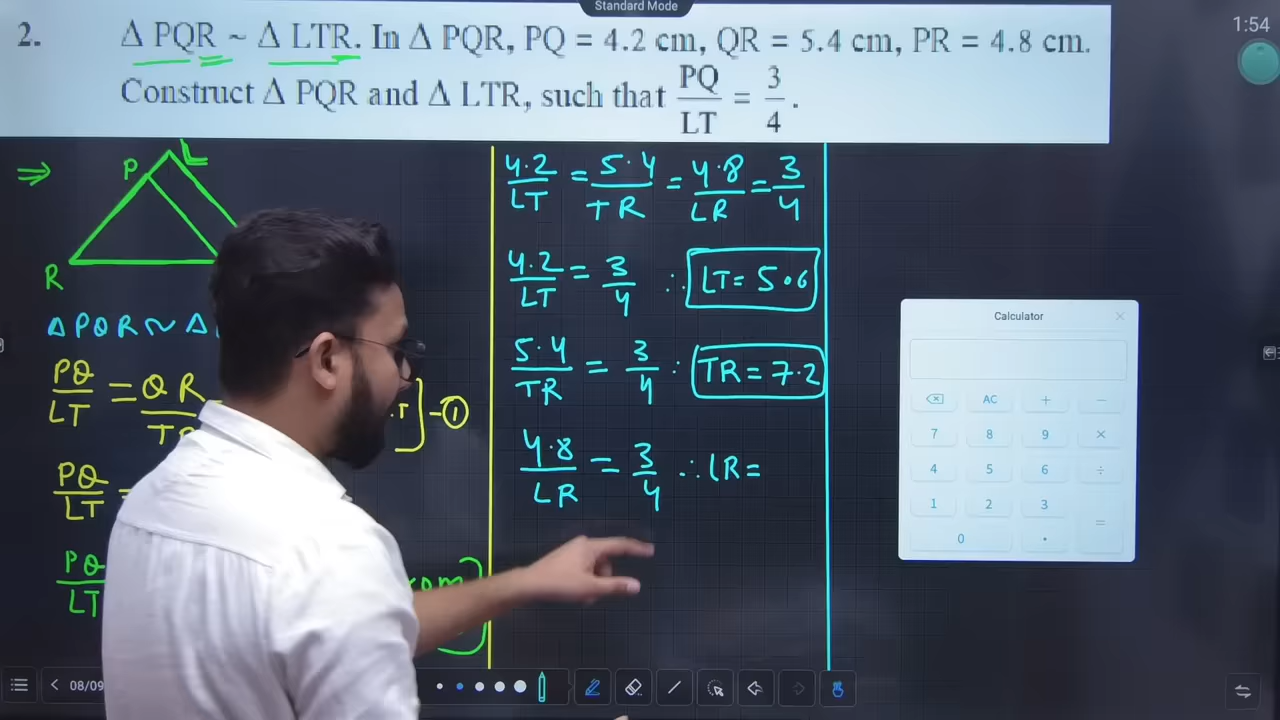 Standard Mode
1:54
2. Δ PQR ~ Δ LTR. In Δ PQR, PQ = 4.2 cm, QR = 5.4 cm, PR = 4.8 cm.
Construct Δ PQR and Δ LTR, such that PQ/LT = 3/4.
⇒
P L
R
Δ PQR ~ Δ
PQ/LT = QR/TR
-①
PQ/LT =
PQ/LT
4.2/LT = 5.4/TR = 4.8/LR = 3/4
4.2/LT = 3/4 ∴ LT = 5.6
5.4/TR = 3/4 ∴ TR = 7.2
4.8/LR = 3/4 ∴ LR =
Calculator
AC + −
7 8 9 ×
4 5 6 ÷
1 2 3 =
0 .
08/09